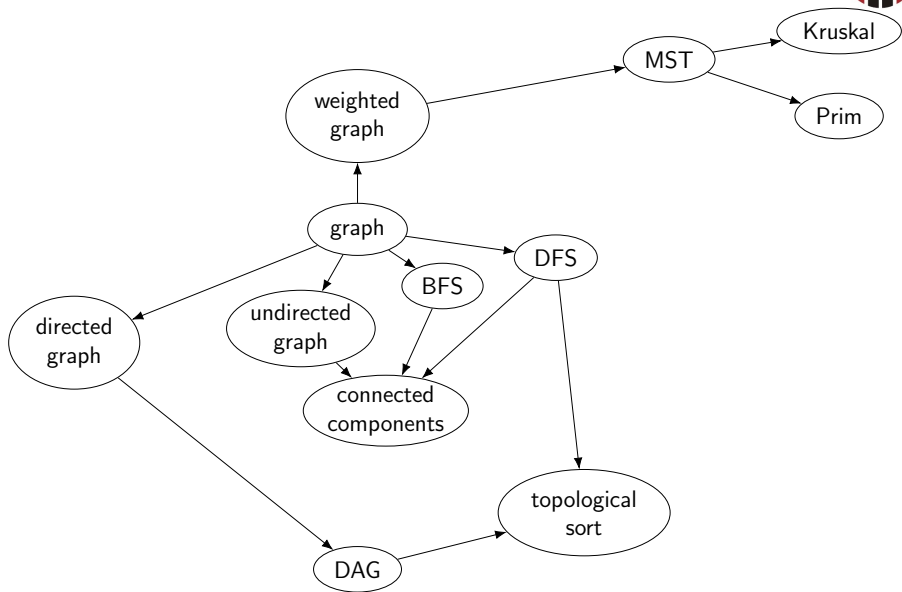 Kruskal
MST
Prim
weighted
graph
graph
DFS
BFS
undirected
graph
directed
graph
connected
components
topological
sort
DAG